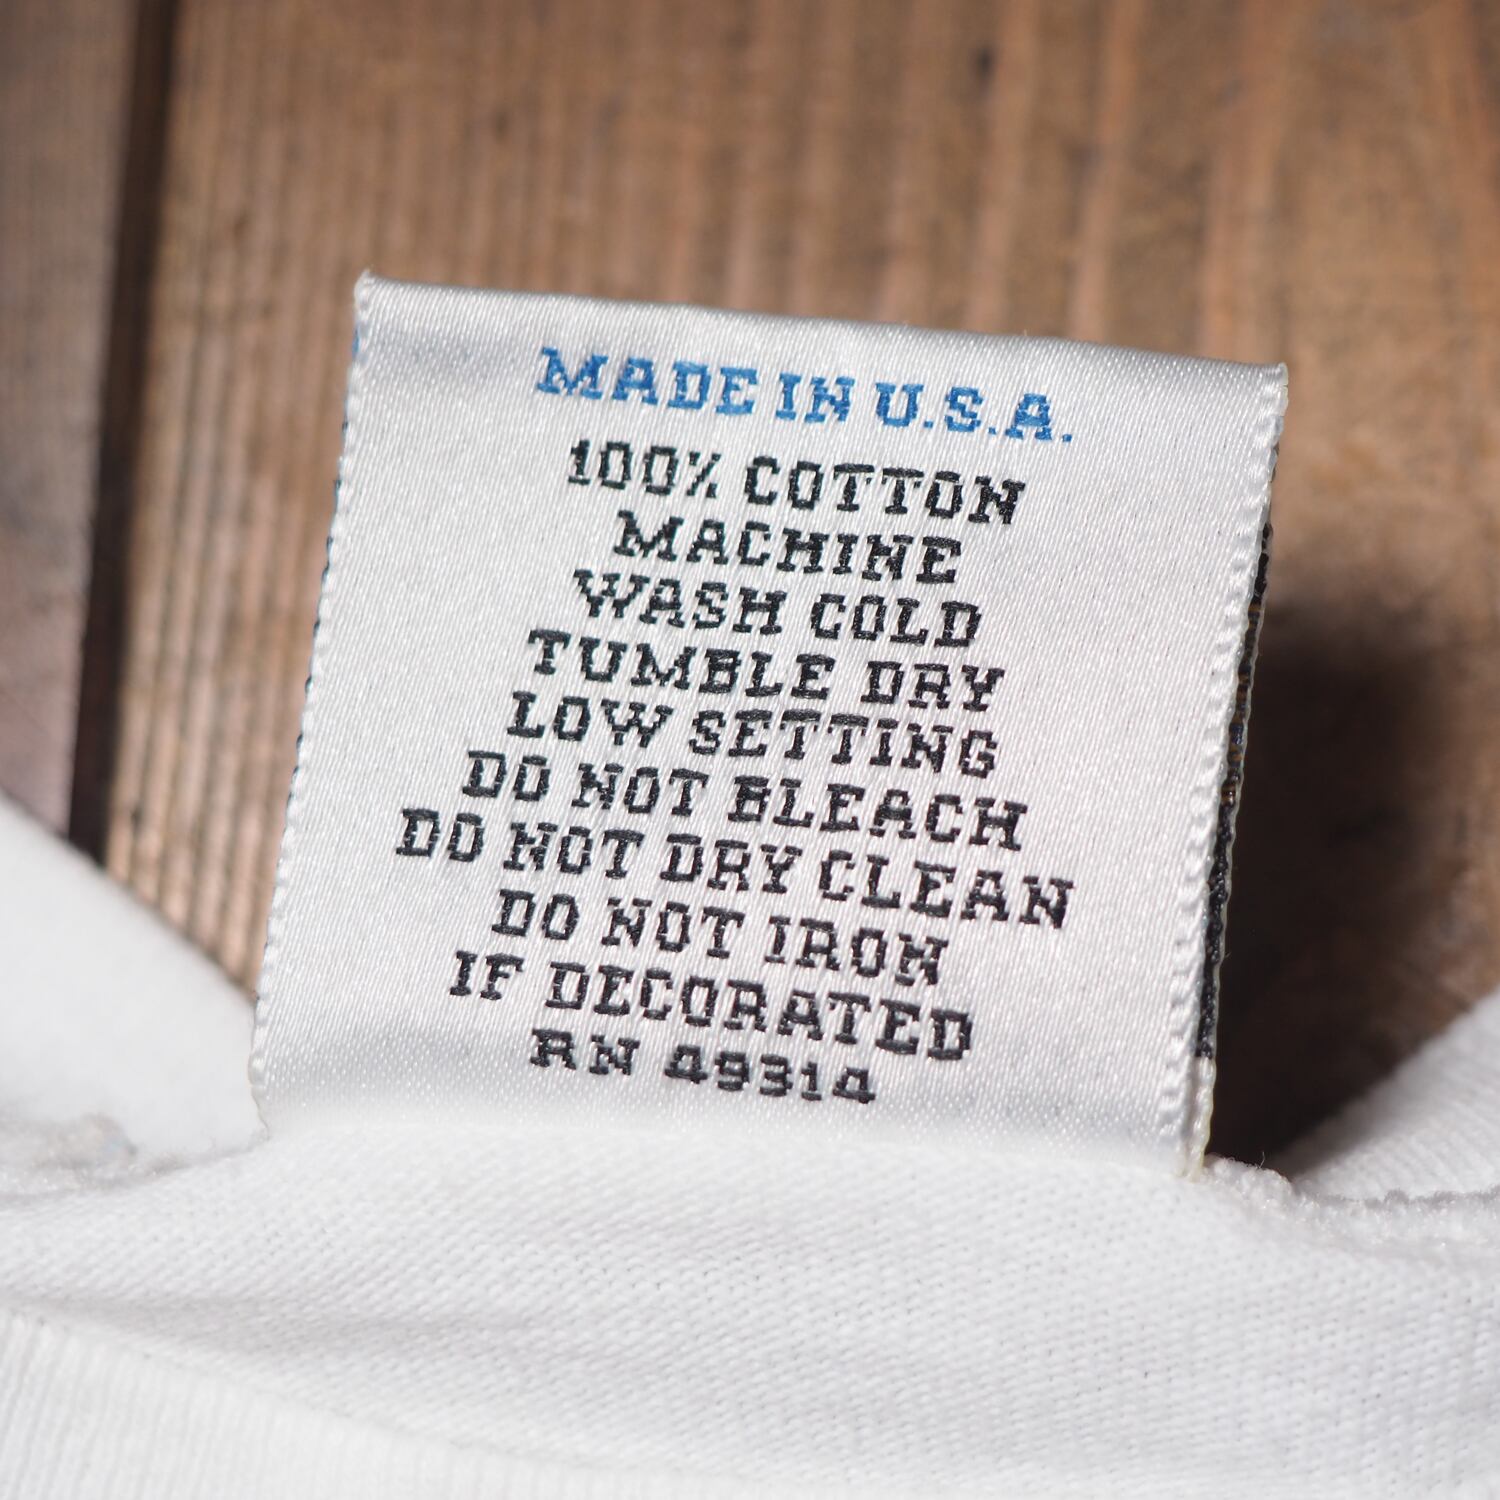 MADE IN U.S.A.
100% COTTON
MACHINE
WASH COLD
TUMBLE DRY
LOW SETTING
DO NOT BLEACH
DO NOT DRY CLEAN
DO NOT IRON
IF DECORATED
RN 49314